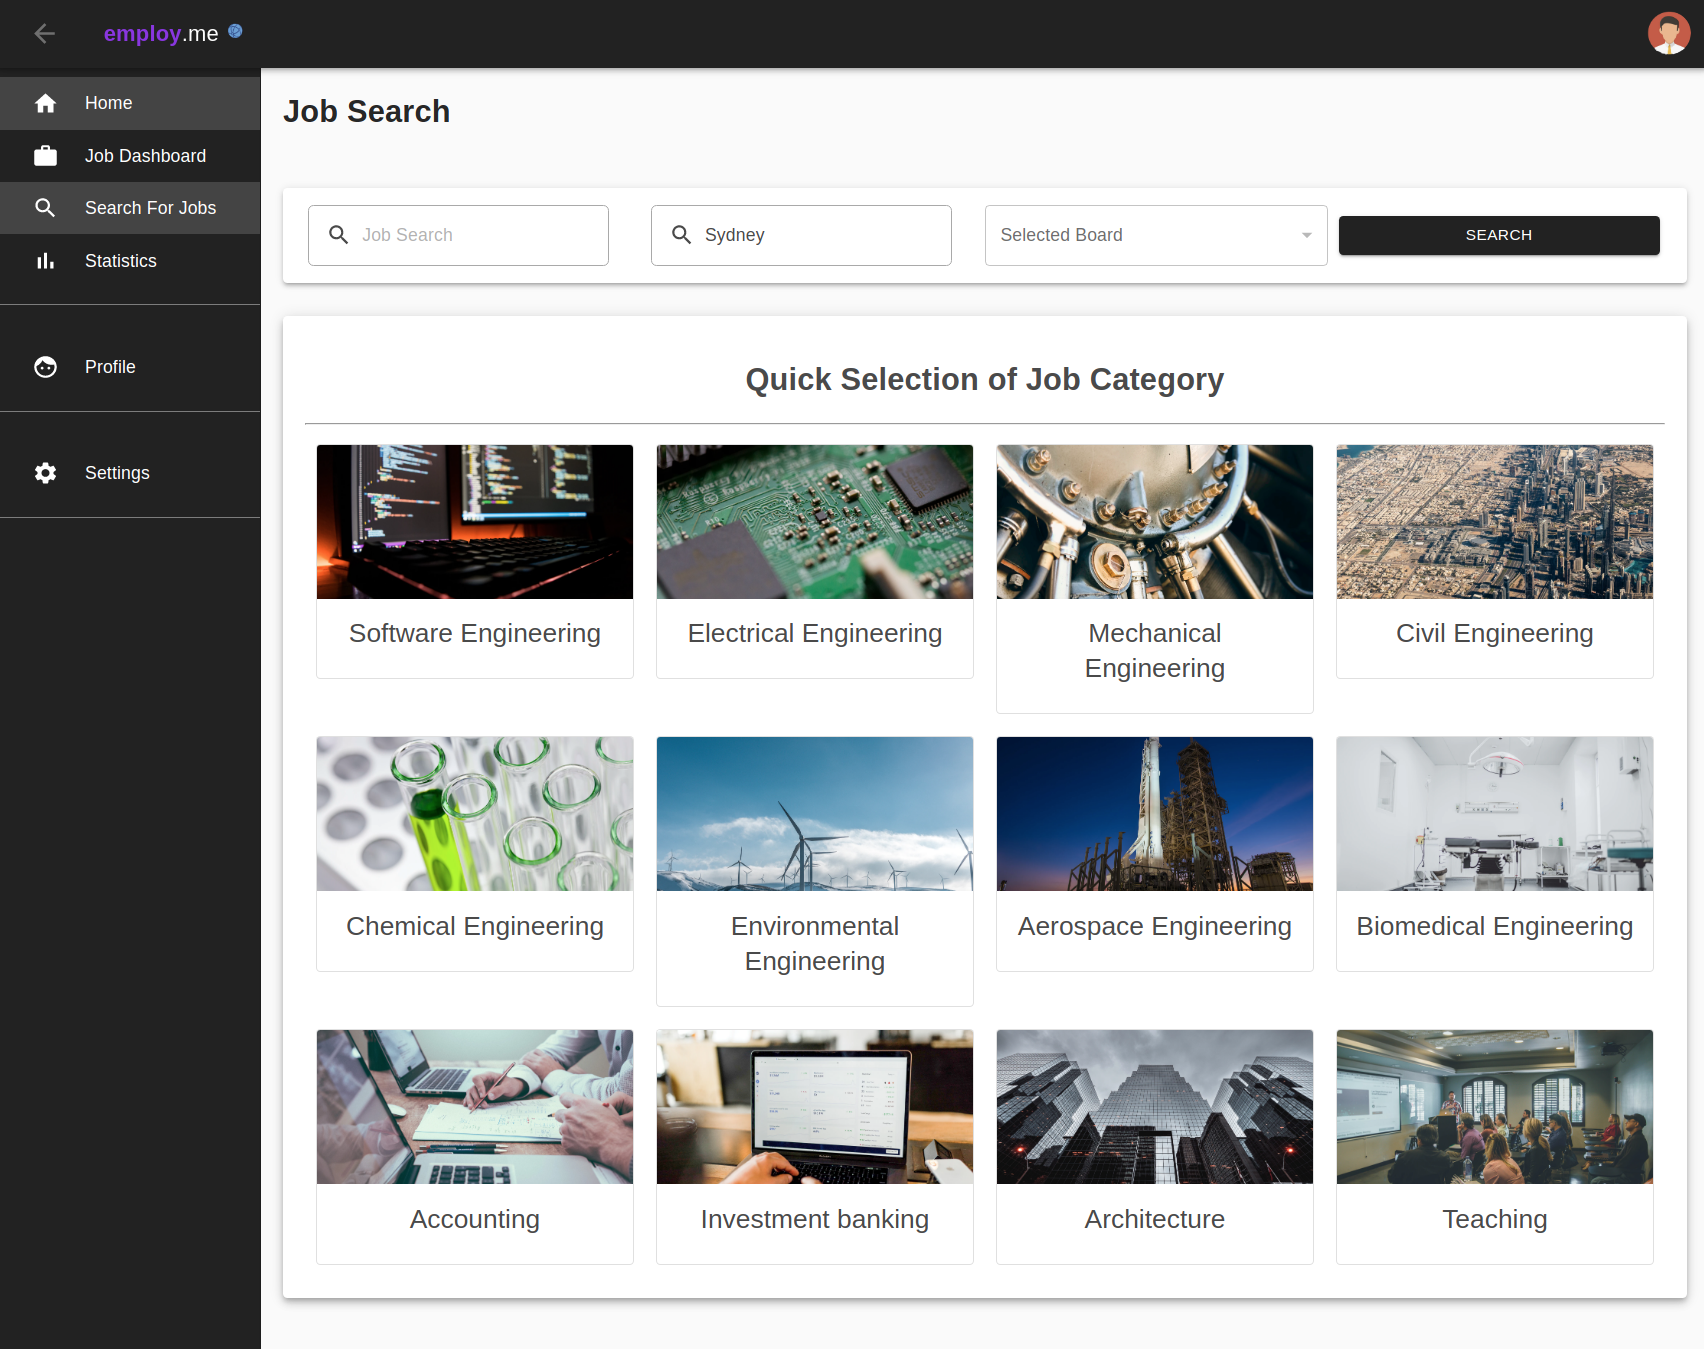 employ.me
Home
Job Dashboard
Search For Jobs
Statistics
Profile
Settings
Job Search
Job Search
Sydney
Selected Board
SEARCH
Quick Selection of Job Category
Software Engineering
Electrical Engineering
Mechanical
Engineering
Civil Engineering
Chemical Engineering
Environmental
Engineering
Aerospace Engineering
Biomedical Engineering
Accounting
Investment banking
Architecture
Teaching